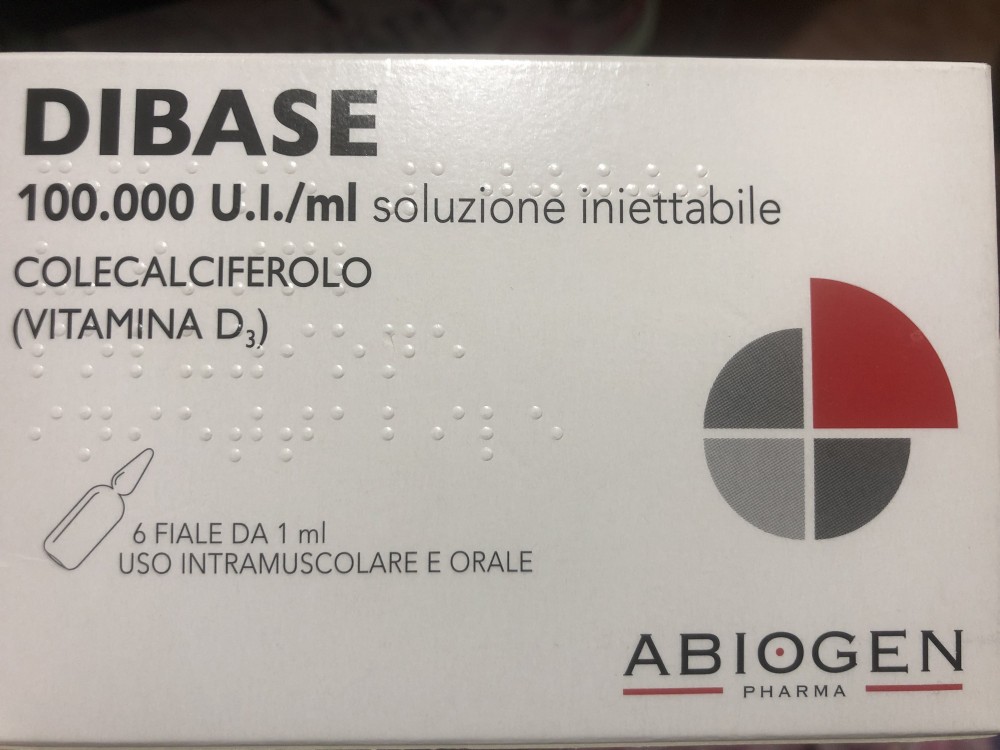 DIBASE
100.000 U.I./ml soluzione iniettabile
COLECALCIFEROLO
(VITAMINA D₃)
6 FIALE DA 1 ml
USO INTRAMUSCOLARE E ORALE
ABIOGEN
PHARMA